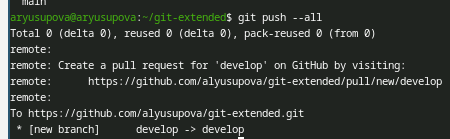 main
aryusupova@aryusupova:~/git-extended$ git push --all
Total 0 (delta 0), reused 0 (delta 0), pack-reused 0 (from 0)
remote:
remote: Create a pull request for 'develop' on GitHub by visiting:
remote:      https://github.com/alyusupova/git-extended/pull/new/develop
remote:
To https://github.com/alyusupova/git-extended.git
 * [new branch]      develop -> develop